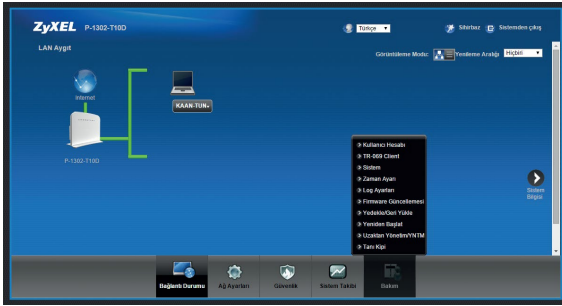 ZyXEL P-1302-T10D
Türkçe
Sihirbaz
Sistemden çıkış
LAN Aygıt
Görüntüleme Modu:
Yenileme Aralığı
Hiçbiri
Internet
KAAN-TUN
P-1302-T10D
Kullanıcı Hesabı
TR-069 Client
Sistem
Zaman Ayarı
Log Ayarları
Firmware Güncellemesi
Yedekle/Geri Yükle
Yeniden Başlat
Uzaktan Yönetim/YNTM
Tanı Kipi
Sistem
Bilgisi
Bağlantı Durumu
Ağ Ayarları
Güvenlik
Sistem Takibi
Bakım